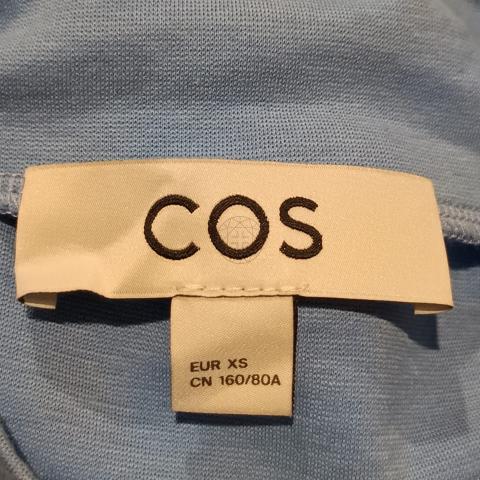 COS
EUR XS
CN 160/80A